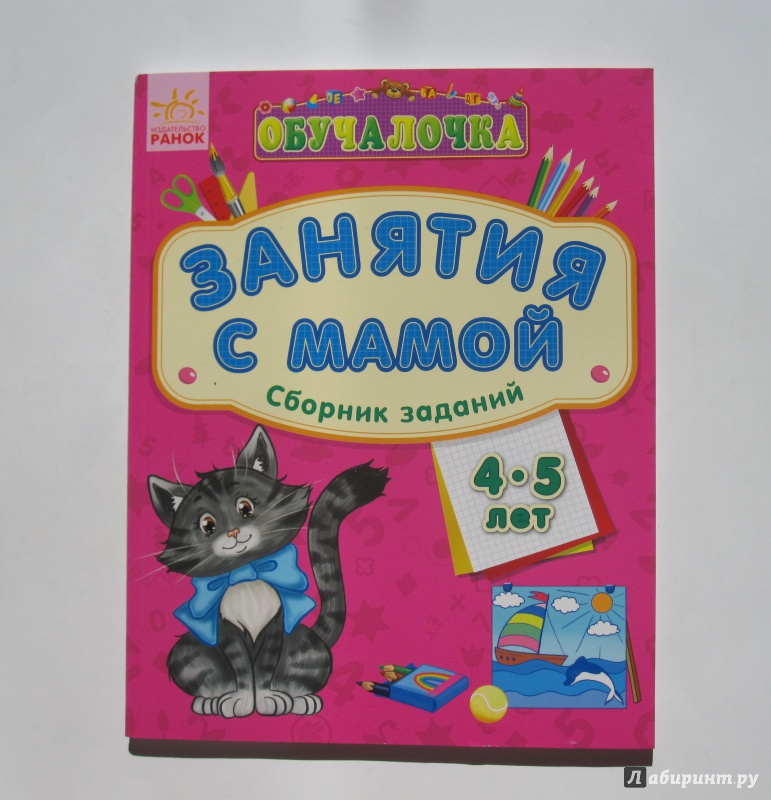 ИЗДАТЕЛЬСТВО
РАНОК
ОБУЧАЛОЧКА
ЗАНЯТИЯ
С МАМОЙ
Сборник заданий
4·5
лет
Лабиринт.ру